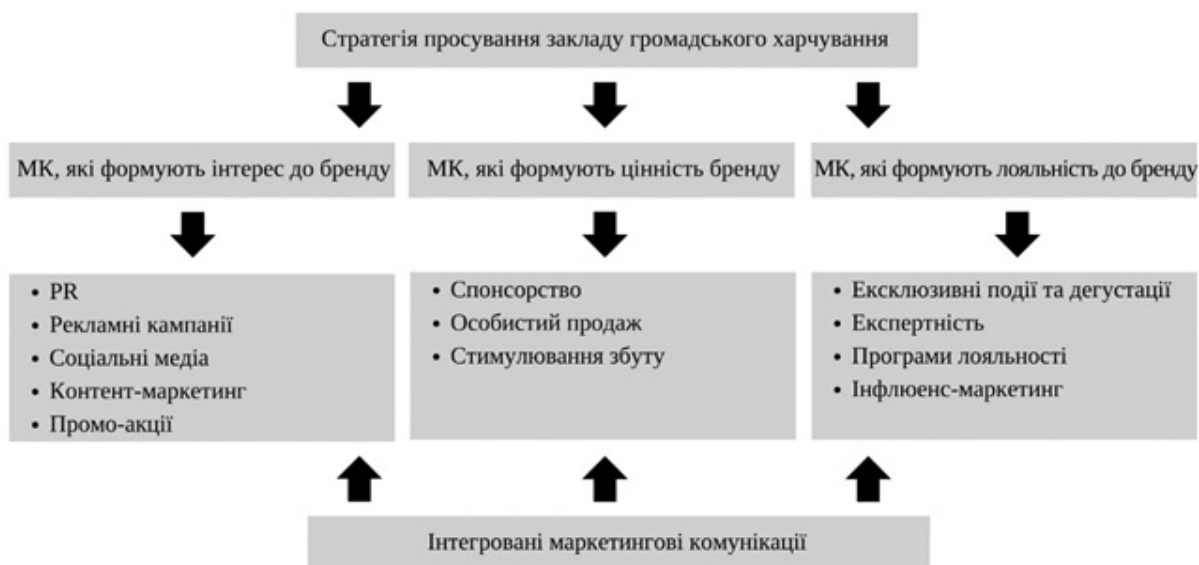 Стратегія просування закладу громадського харчування
МК, які формують інтерес до бренду
МК, які формують цінність бренду
МК, які формують лояльність до бренду
• PR
• Рекламні кампанії
• Соціальні медіа
• Контент-маркетинг
• Промо-акції
• Спонсорство
• Особистий продаж
• Стимулювання збуту
• Ексклюзивні події та дегустації
• Експертність
• Програми лояльності
• Інфлюенс-маркетинг
Інтегровані маркетингові комунікації